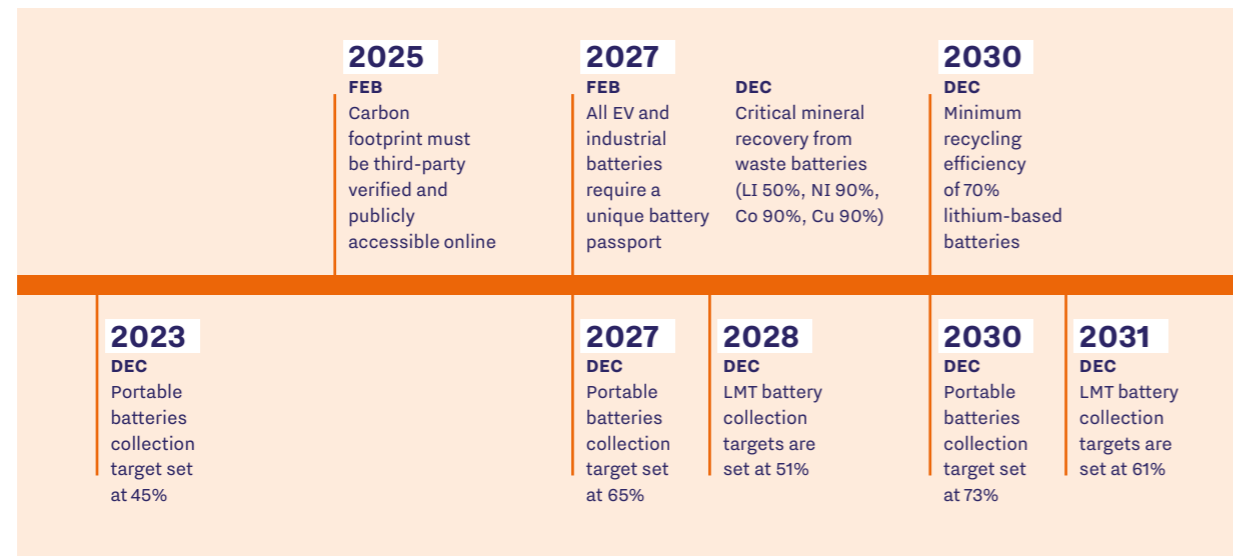 2025
FEB
Carbon
footprint must
be third-party
verified and
publicly
accessible online
2027
FEB
All EV and
industrial
batteries
require a
unique battery
passport
DEC
Critical mineral
recovery from
waste batteries
(LI 50%, NI 90%,
Co 90%, Cu 90%)
2030
DEC
Minimum
recycling
efficiency
of 70%
lithium-based
batteries
2023
DEC
Portable
batteries
collection
target set
at 45%
2027
DEC
Portable
batteries
collection
target set
at 65%
2028
DEC
LMT battery
collection
targets are
set at 51%
2030
DEC
Portable
batteries
collection
target set
at 73%
2031
DEC
LMT battery
collection
targets are
set at 61%